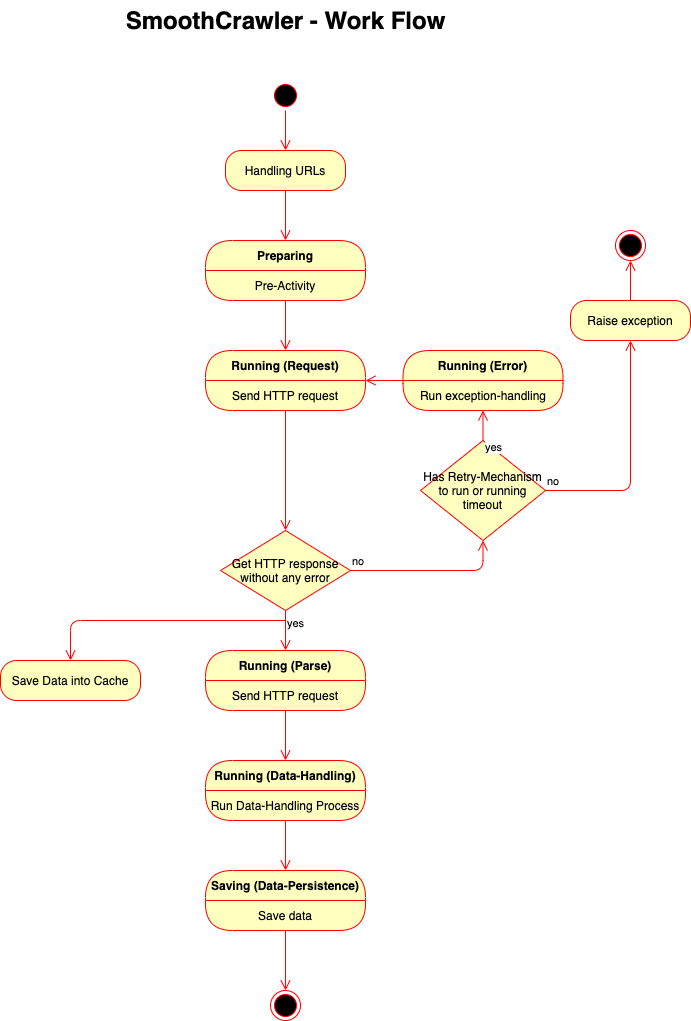 SmoothCrawler - Work Flow
Handling URLs
Preparing
Pre-Activity
Raise exception
Running (Request)
Send HTTP request
Running (Error)
Run exception-handling
yes
Has Retry-Mechanism
to run or running
timeout
no
Get HTTP response
without any error
no
yes
Save Data into Cache
Running (Parse)
Send HTTP request
Running (Data-Handling)
Run Data-Handling Process
Saving (Data-Persistence)
Save data